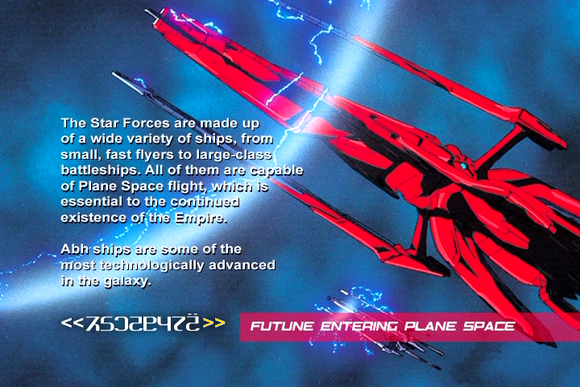 The Star Forces are made up
of a wide variety of ships, from
small, fast flyers to large-class
battleships. All of them are capable
of Plane Space flight, which is
essential to the continued
existence of the Empire.
Abh ships are some of the
most technologically advanced
in the galaxy.
<< >>
FUTUNE ENTERING PLANE SPACE